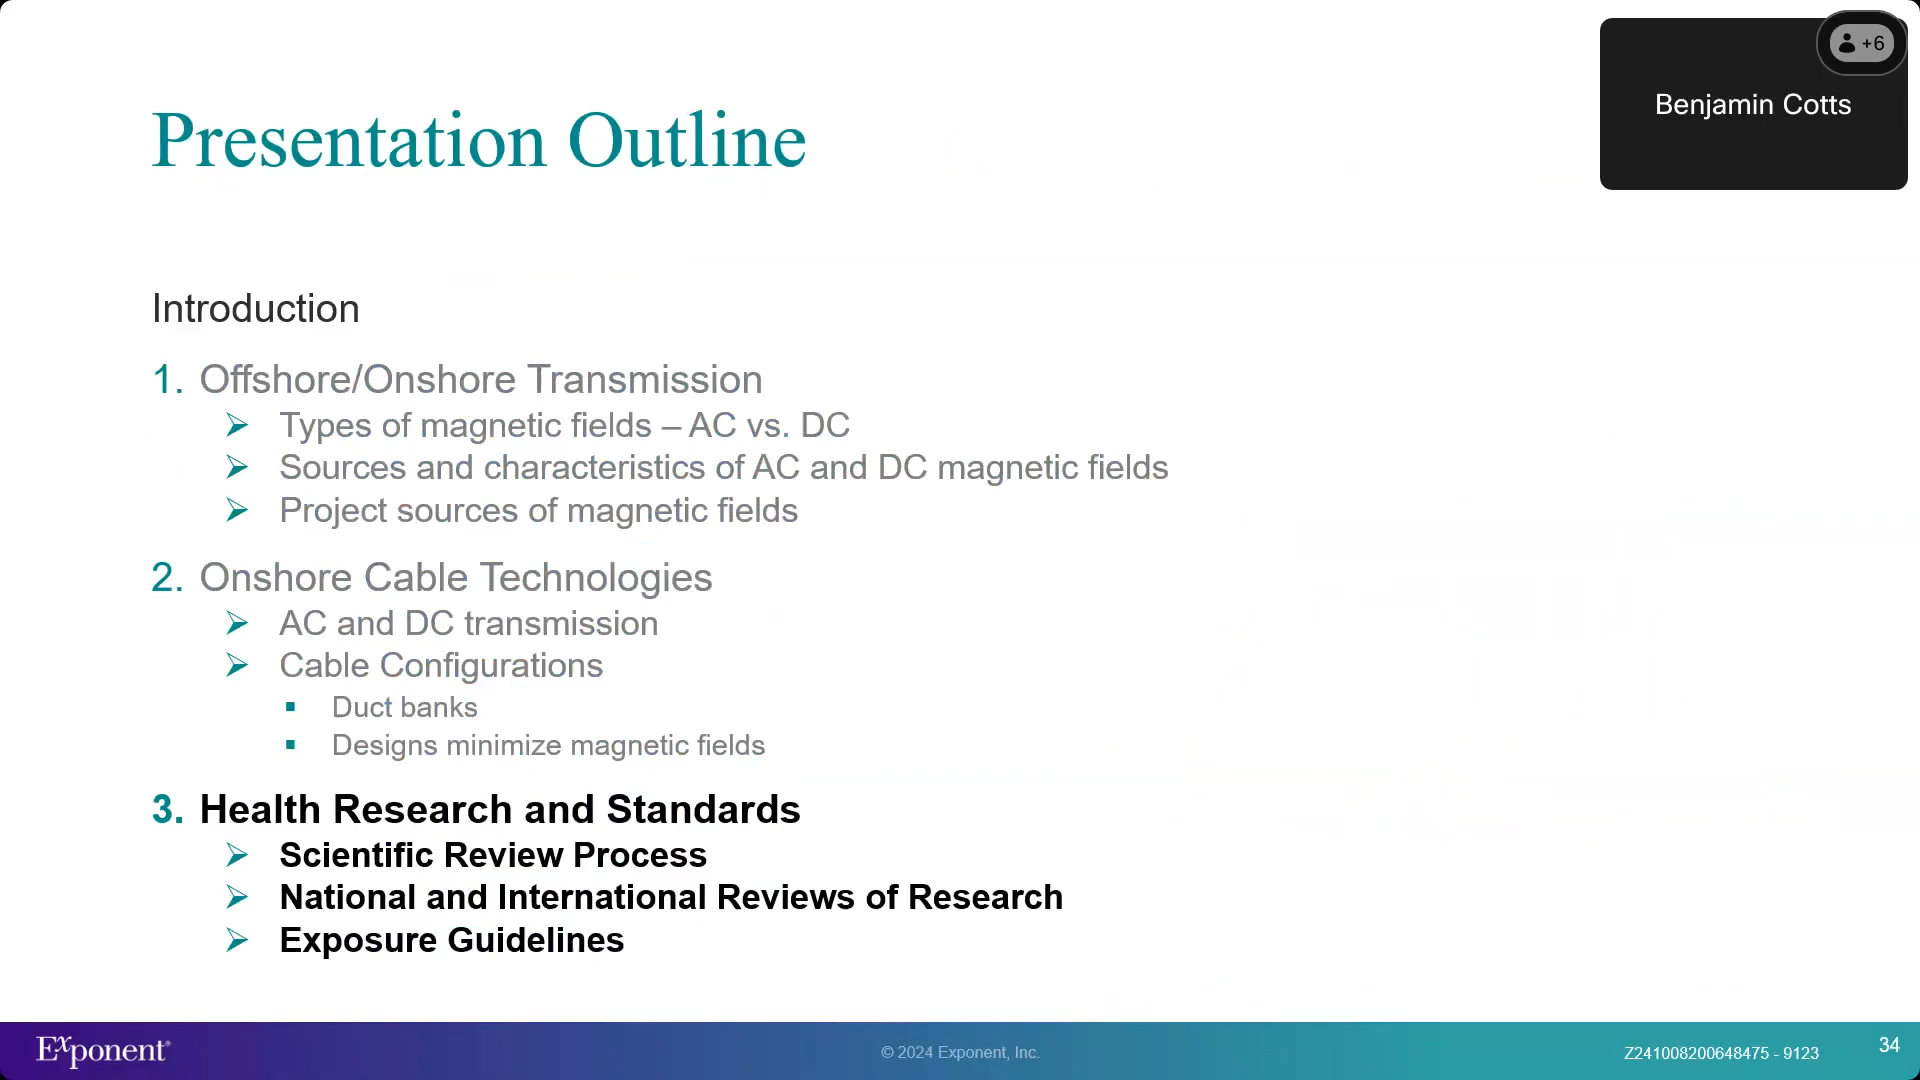 +6
Benjamin Cotts
Presentation Outline
Introduction
1. Offshore/Onshore Transmission
➢ Types of magnetic fields – AC vs. DC
➢ Sources and characteristics of AC and DC magnetic fields
➢ Project sources of magnetic fields
2. Onshore Cable Technologies
➢ AC and DC transmission
➢ Cable Configurations
▪ Duct banks
▪ Designs minimize magnetic fields
3. Health Research and Standards
➢ Scientific Review Process
➢ National and International Reviews of Research
➢ Exposure Guidelines
Exponent®
© 2024 Exponent, Inc.
Z241008200648475 - 9123
34